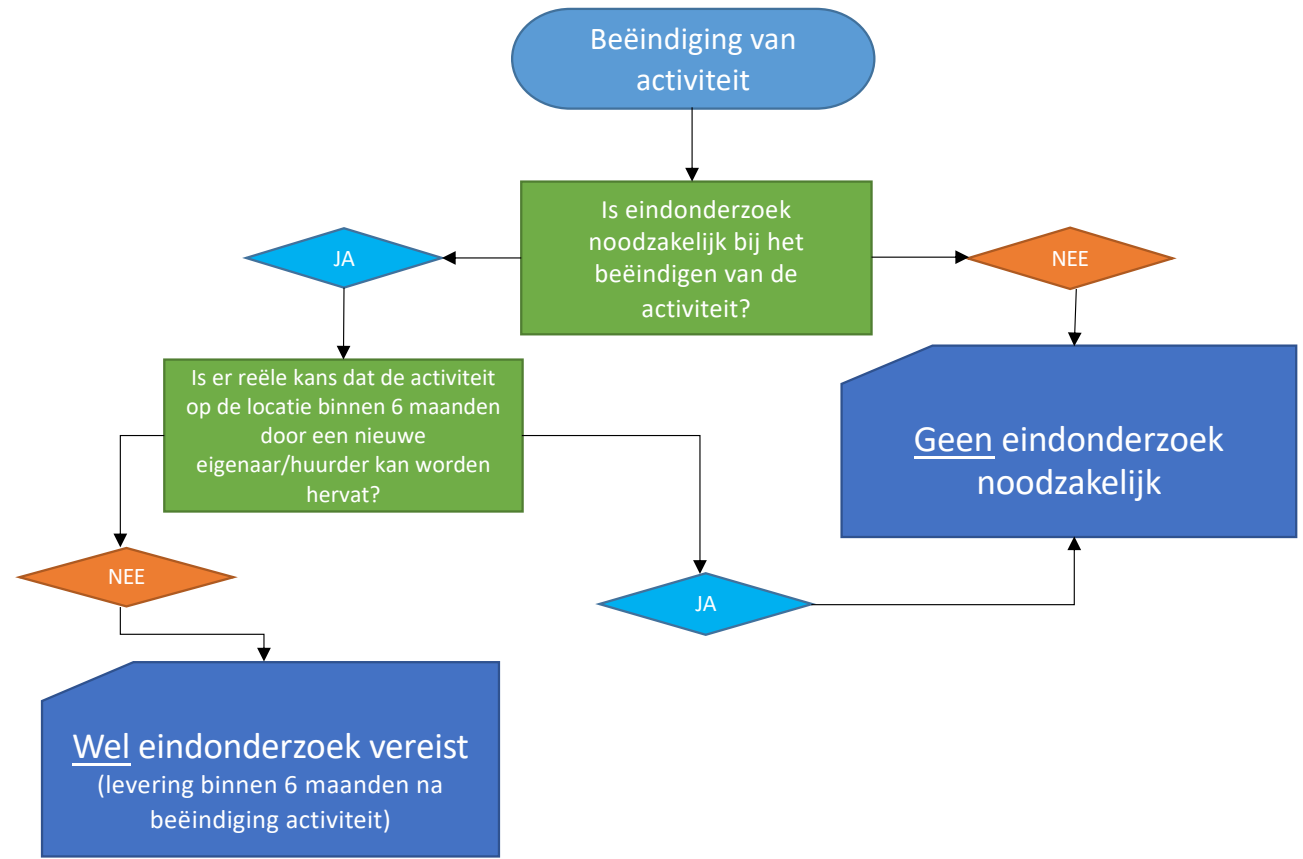 Beëindiging van
activiteit
Is eindonderzoek
noodzakelijk bij het
beëindigen van de
activiteit?
JA
NEE
Is er reële kans dat de activiteit
op de locatie binnen 6 maanden
door een nieuwe
eigenaar/huurder kan worden
hervat?
Geen eindonderzoek
noodzakelijk
NEE
JA
Wel eindonderzoek vereist
(levering binnen 6 maanden na
beëindiging activiteit)